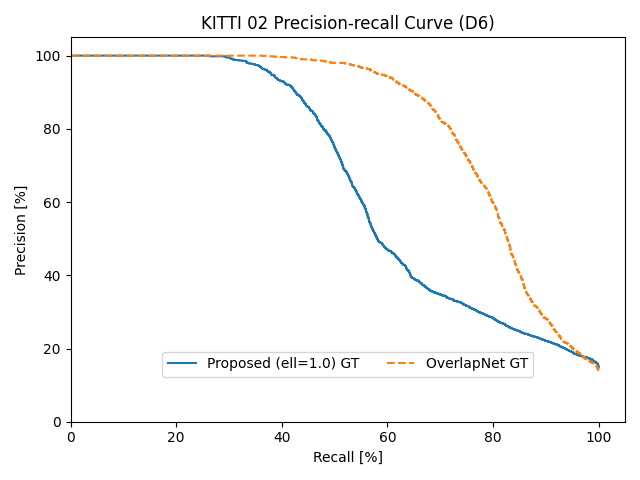 KITTI 02 Precision-recall Curve (D6)
Precision [%]
100
80
60
40
20
0
Proposed (ell=1.0) GT
OverlapNet GT
0 20 40 60 80 100
Recall [%]